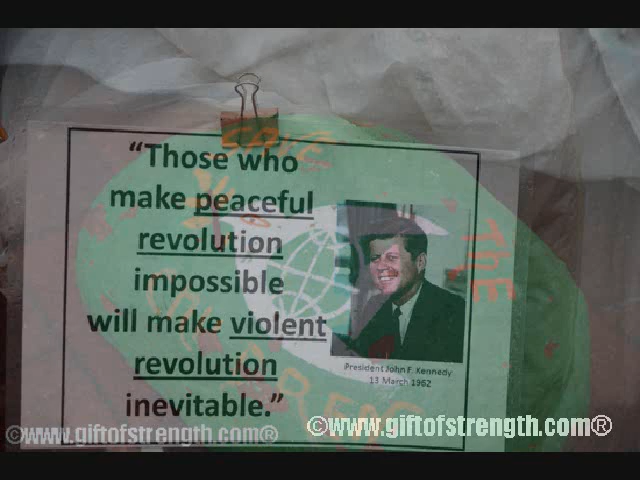 “Those who
make peaceful
revolution
impossible
will make violent
revolution
inevitable.”
President John F. Kennedy
13 March 1962
THE
©www.giftofstrength.com®
©www.giftofstrength.com®